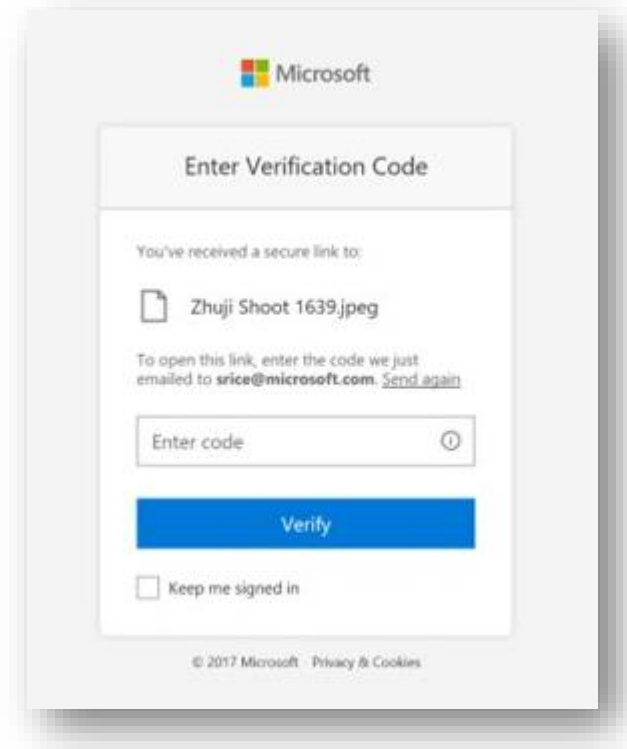 Microsoft
Enter Verification Code
You've received a secure link to:
Zhuji Shoot 1639.jpeg
To open this link, enter the code we just
emailed to srice@microsoft.com. Send again
Enter code
Verify
Keep me signed in
© 2017 Microsoft Privacy & Cookies